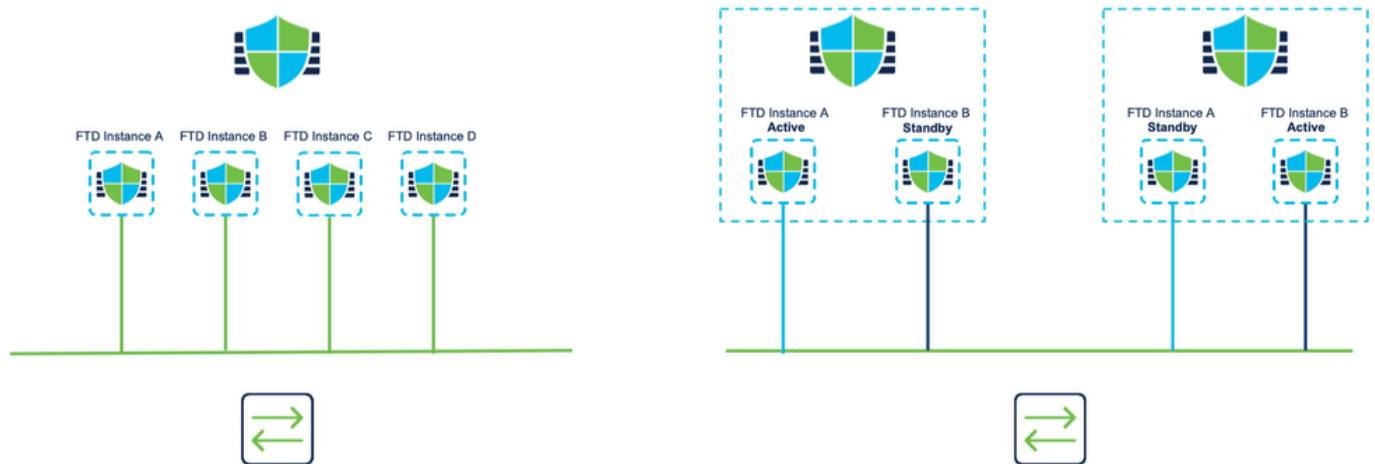 FTD Instance A
FTD Instance B
FTD Instance C
FTD Instance D
FTD Instance A
Active
FTD Instance B
Standby
FTD Instance A
Standby
FTD Instance B
Active